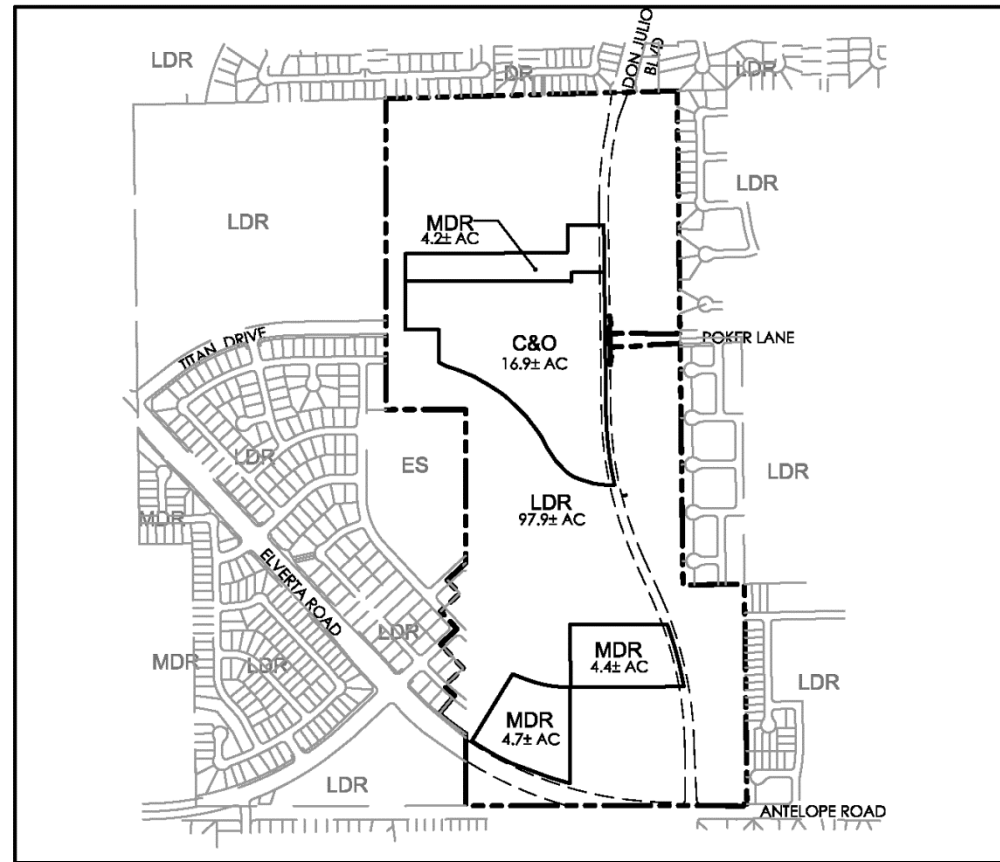 DON JULIO
BLVD
LDR
DR
LDR
LDR
LDR
MDR
4.2± AC
TITAN DRIVE
C&O
16.9± AC
POKER LANE
LDR
ES
LDR
LDR
97.9± AC
MDR
ELVERTA ROAD
LDR
MDR
LDR
MDR
4.4± AC
LDR
MDR
4.7± AC
LDR
ANTELOPE ROAD